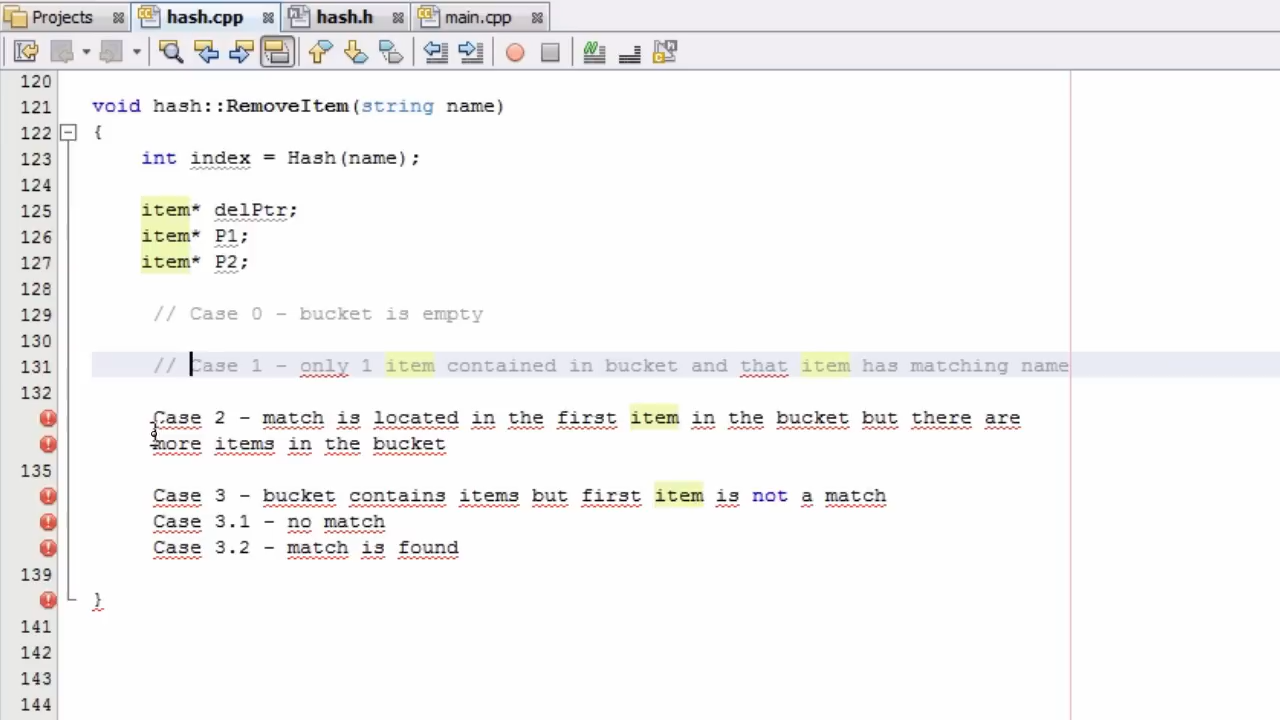 Projects hash.cpp hash.h main.cpp
120
121 void hash::RemoveItem(string name)
122 {
123 int index = Hash(name);
124
125 item* delPtr;
126 item* P1;
127 item* P2;
128
129 // Case 0 - bucket is empty
130
131 // Case 1 - only 1 item contained in bucket and that item has matching name
132
Case 2 - match is located in the first item in the bucket but there are
more items in the bucket
135
Case 3 - bucket contains items but first item is not a match
Case 3.1 - no match
Case 3.2 - match is found
139
}
141
142
143
144